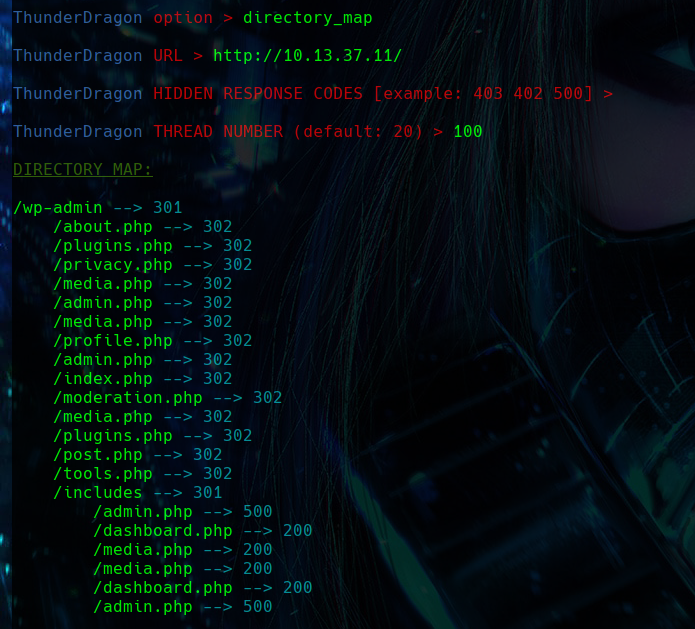 ThunderDragon option > directory_map
ThunderDragon URL > http://10.13.37.11/
ThunderDragon HIDDEN RESPONSE CODES [example: 403 402 500] >
ThunderDragon THREAD NUMBER (default: 20) > 100
DIRECTORY MAP:
/wp-admin --> 301
/about.php --> 302
/plugins.php --> 302
/privacy.php --> 302
/media.php --> 302
/admin.php --> 302
/media.php --> 302
/profile.php --> 302
/admin.php --> 302
/index.php --> 302
/moderation.php --> 302
/media.php --> 302
/plugins.php --> 302
/post.php --> 302
/tools.php --> 302
/includes --> 301
/admin.php --> 500
/dashboard.php --> 200
/media.php --> 200
/media.php --> 200
/dashboard.php --> 200
/admin.php --> 500